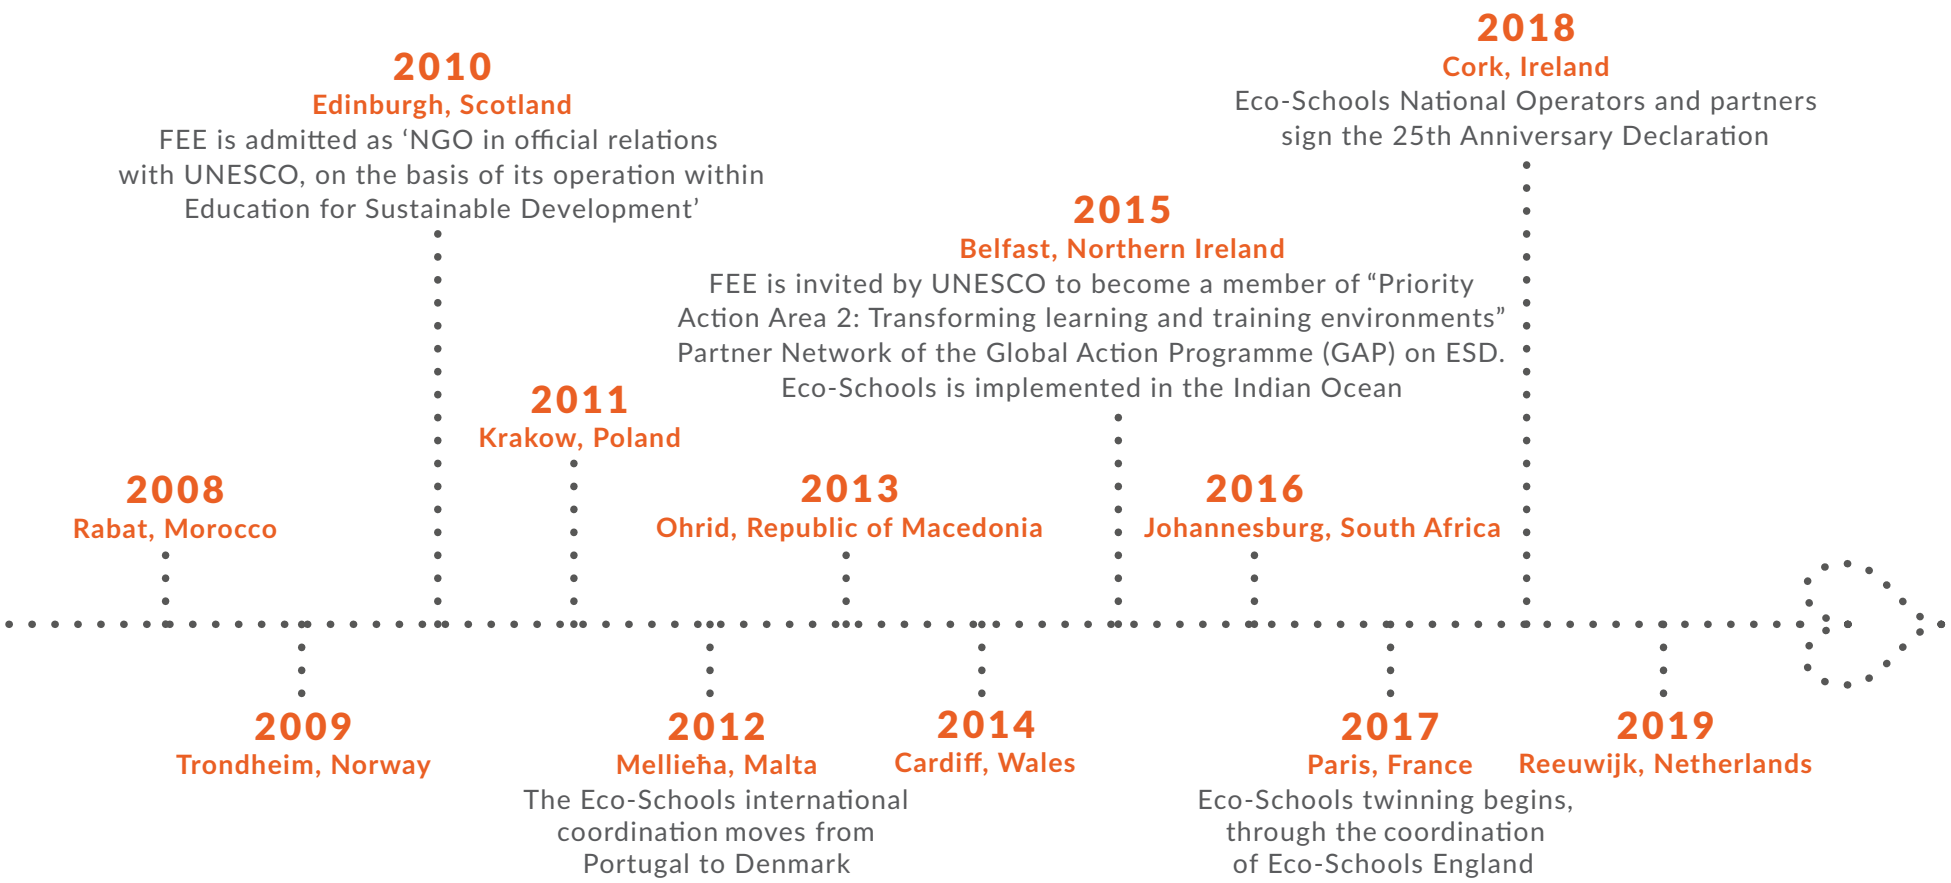 2008
Rabat, Morocco
2009
Trondheim, Norway
2010
Edinburgh, Scotland
FEE is admitted as ‘NGO in official relations
with UNESCO, on the basis of its operation within
Education for Sustainable Development’
2011
Krakow, Poland
2012
Mellieħa, Malta
The Eco-Schools international
coordination moves from
Portugal to Denmark
2013
Ohrid, Republic of Macedonia
2014
Cardiff, Wales
2015
Belfast, Northern Ireland
FEE is invited by UNESCO to become a member of “Priority
Action Area 2: Transforming learning and training environments”
Partner Network of the Global Action Programme (GAP) on ESD.
Eco-Schools is implemented in the Indian Ocean
2016
Johannesburg, South Africa
2017
Paris, France
Eco-Schools twinning begins,
through the coordination
of Eco-Schools England
2018
Cork, Ireland
Eco-Schools National Operators and partners
sign the 25th Anniversary Declaration
2019
Reeuwijk, Netherlands